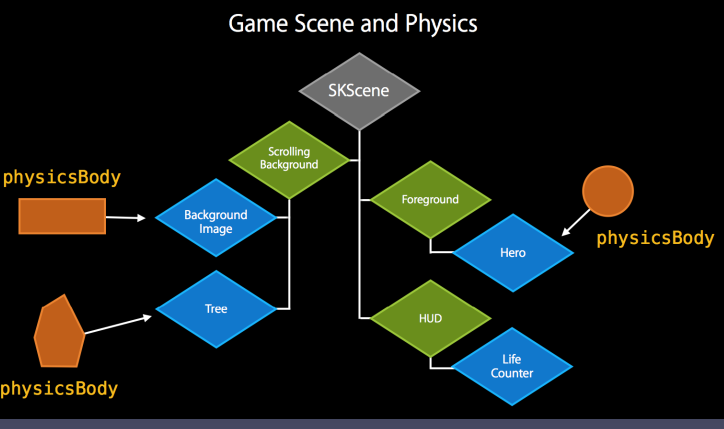 Game Scene and Physics
SKScene
Scrolling
Background
physicsBody
Background
Image
Foreground
physicsBody
Hero
Tree
HUD
Life
Counter
physicsBody